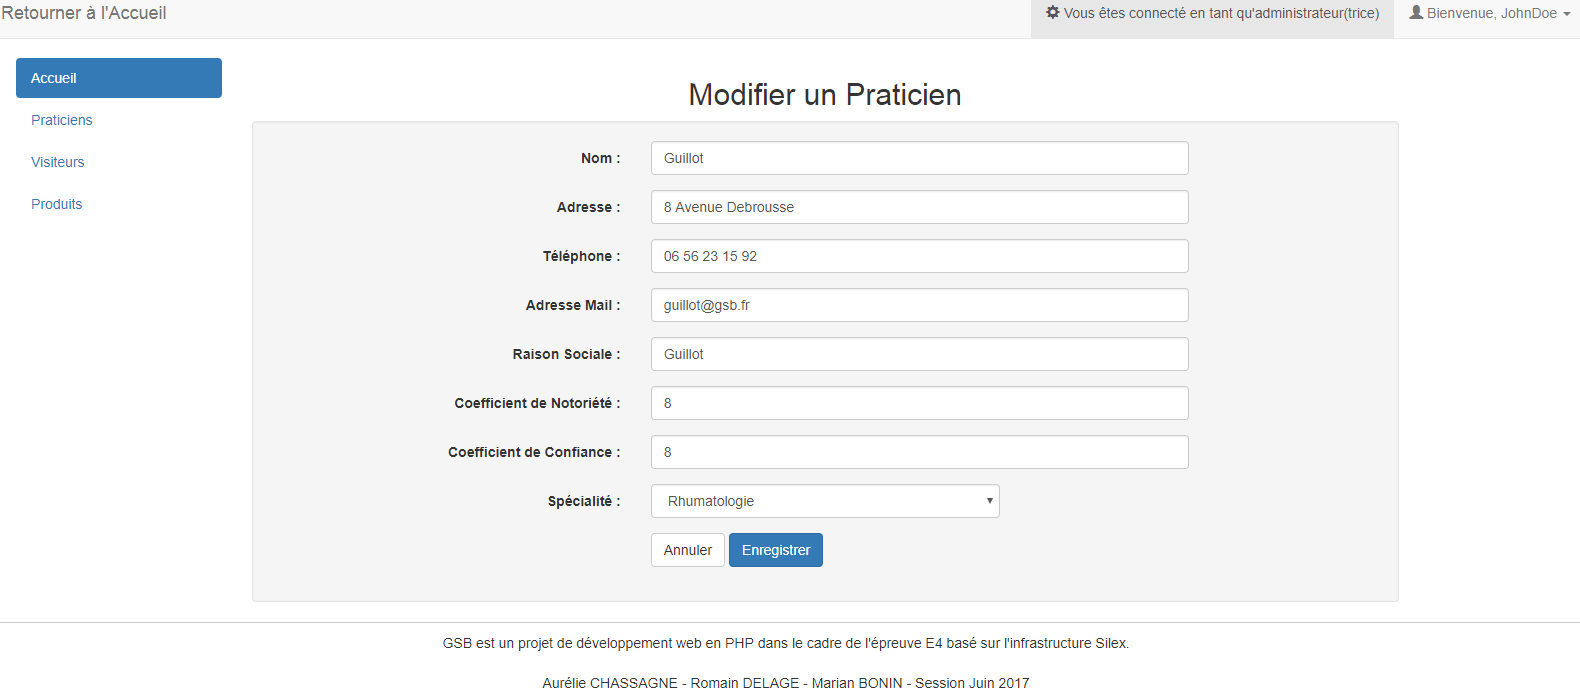 Retourner à l'Accueil
Vous êtes connecté en tant qu'administrateur(trice)
Bienvenue, JohnDoe
Accueil
Praticiens
Visiteurs
Produits
Modifier un Praticien
Nom : Guillot
Adresse : 8 Avenue Debrousse
Téléphone : 06 56 23 15 92
Adresse Mail : guillot@gsb.fr
Raison Sociale : Guillot
Coefficient de Notoriété : 8
Coefficient de Confiance : 8
Spécialité : Rhumatologie
Annuler Enregistrer
GSB est un projet de développement web en PHP dans le cadre de l'épreuve E4 basé sur l'infrastructure Silex.
Aurélie CHASSAGNE - Romain DELAGE - Marian BONIN - Session Juin 2017